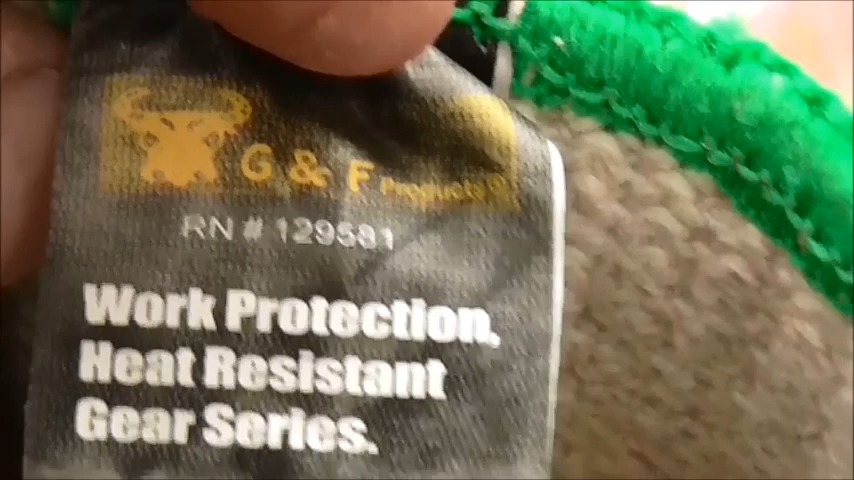 G & F Products®
RN # 129581
Work Protection.
Heat Resistant
Gear Series.